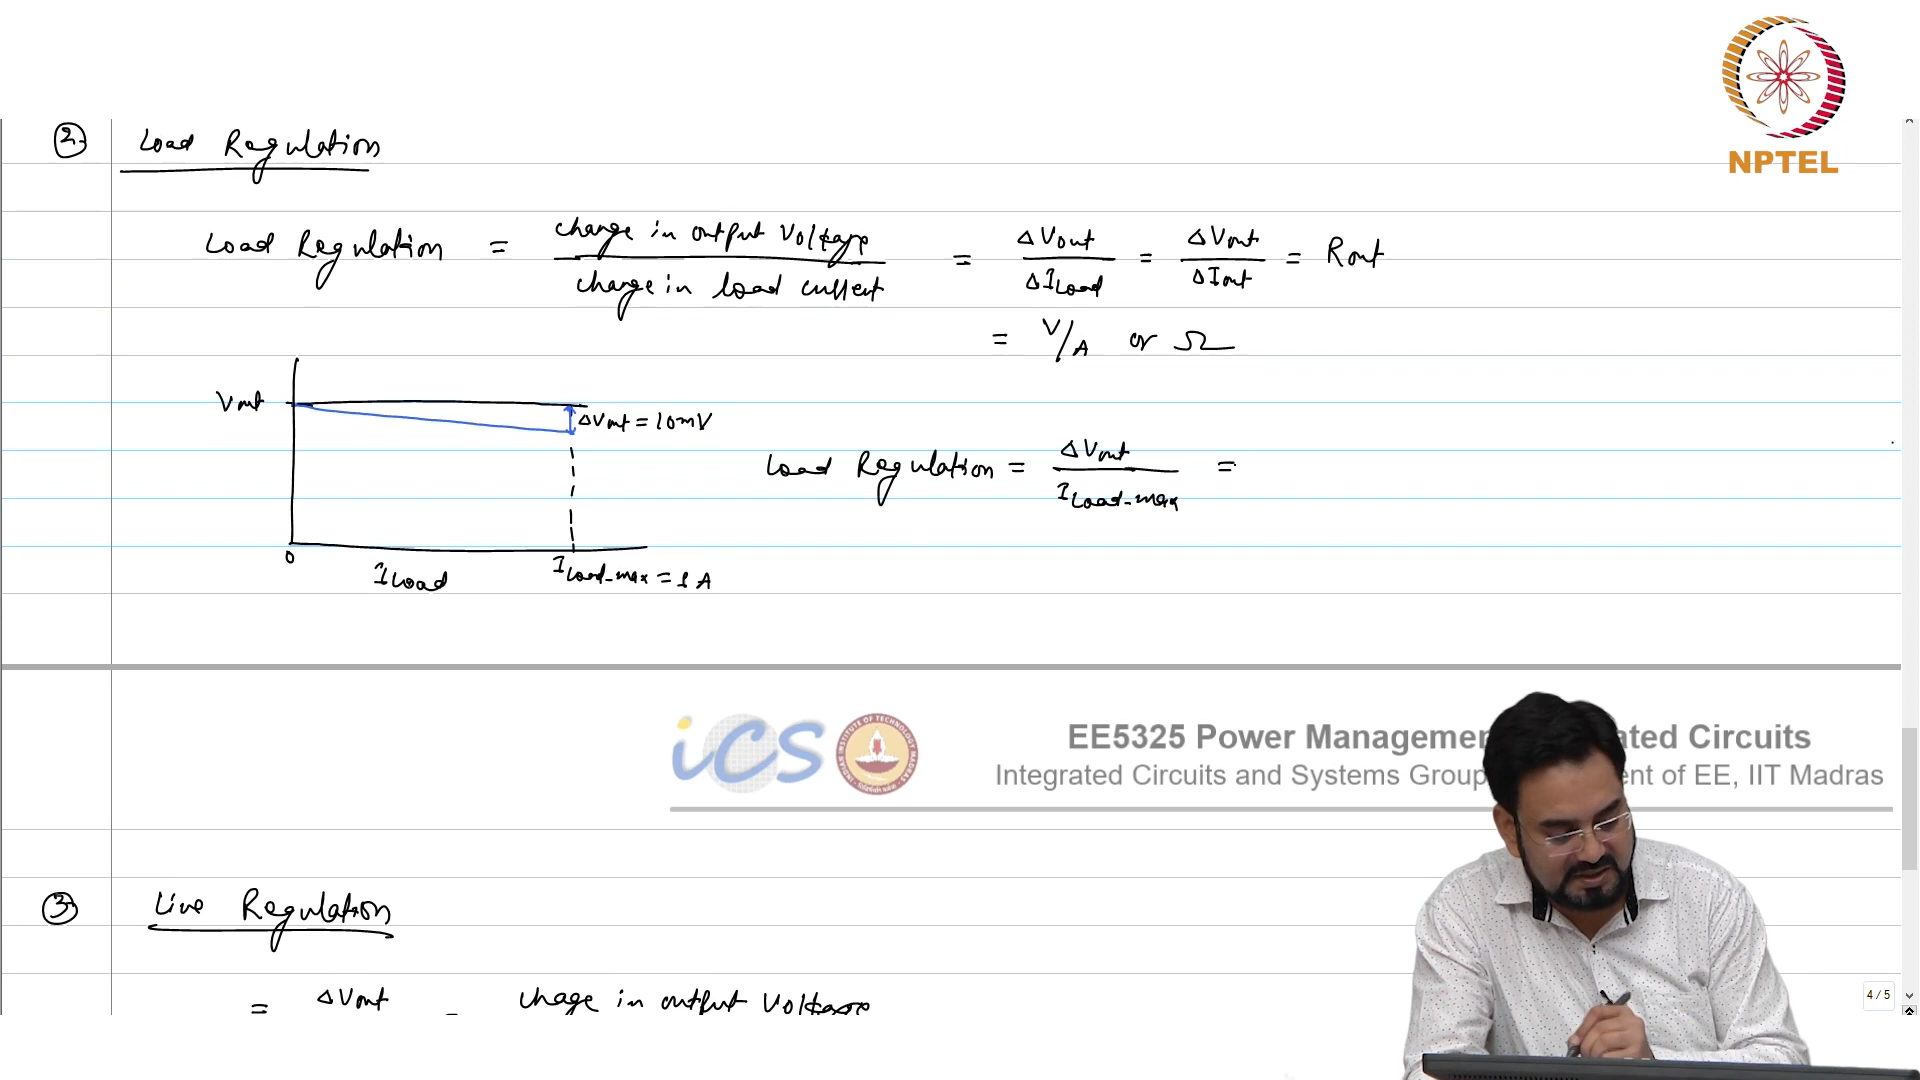 NPTEL
② Load Regulation
Load Regulation = change in output Voltage / change in load current = ΔVout / ΔILoad = ΔVout / ΔIout = Rout
= V/A or Ω
Vout
ΔVout = 10mV
Load Regulation = ΔVout / ILoad-max =
0
ILoad
ILoad-max = 1 A
iCS
EE5325 Power Managemen ated Circuits
Integrated Circuits and Systems Group ent of EE, IIT Madras
③ Line Regulation
= ΔVout = chage in output Voltage
4 / 5